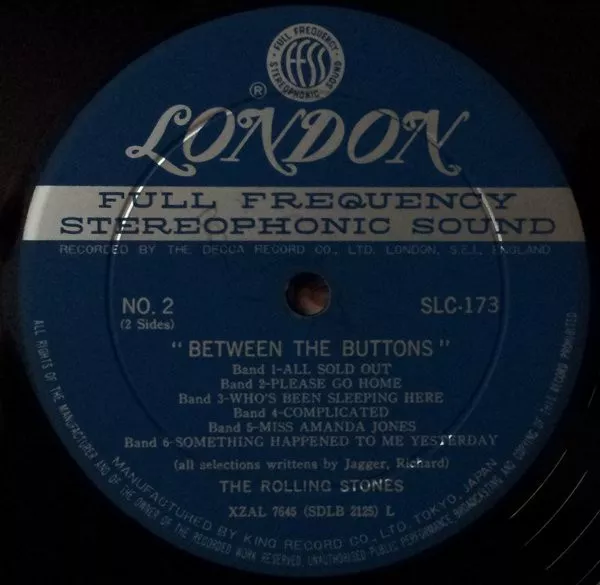 FULL FREQUENCY
ffss
STEREOPHONIC SOUND
®
LONDON
FULL FREQUENCY
STEREOPHONIC SOUND
RECORDED BY THE DECCA RECORD CO., LTD. LONDON, S.E.I., ENGLAND
NO. 2
(2 Sides)
SLC-173
"BETWEEN THE BUTTONS"
Band 1-ALL SOLD OUT
Band 2-PLEASE GO HOME
Band 3-WHO'S BEEN SLEEPING HERE
Band 4-COMPLICATED
Band 5-MISS AMANDA JONES
Band 6-SOMETHING HAPPENED TO ME YESTERDAY
(all selections writtens by Jagger, Richard)
THE ROLLING STONES
XZAL 7645 (SDLB 2125) L
MANUFACTURED BY KING RECORD CO., LTD. TOKYO, JAPAN
ALL RIGHTS OF THE MANUFACTURER AND OF THE OWNER OF THE RECORDED WORK RESERVED. UNAUTHORISED PUBLIC PERFORMANCE, BROADCASTING AND COPYING OF THIS RECORD PROHIBITED